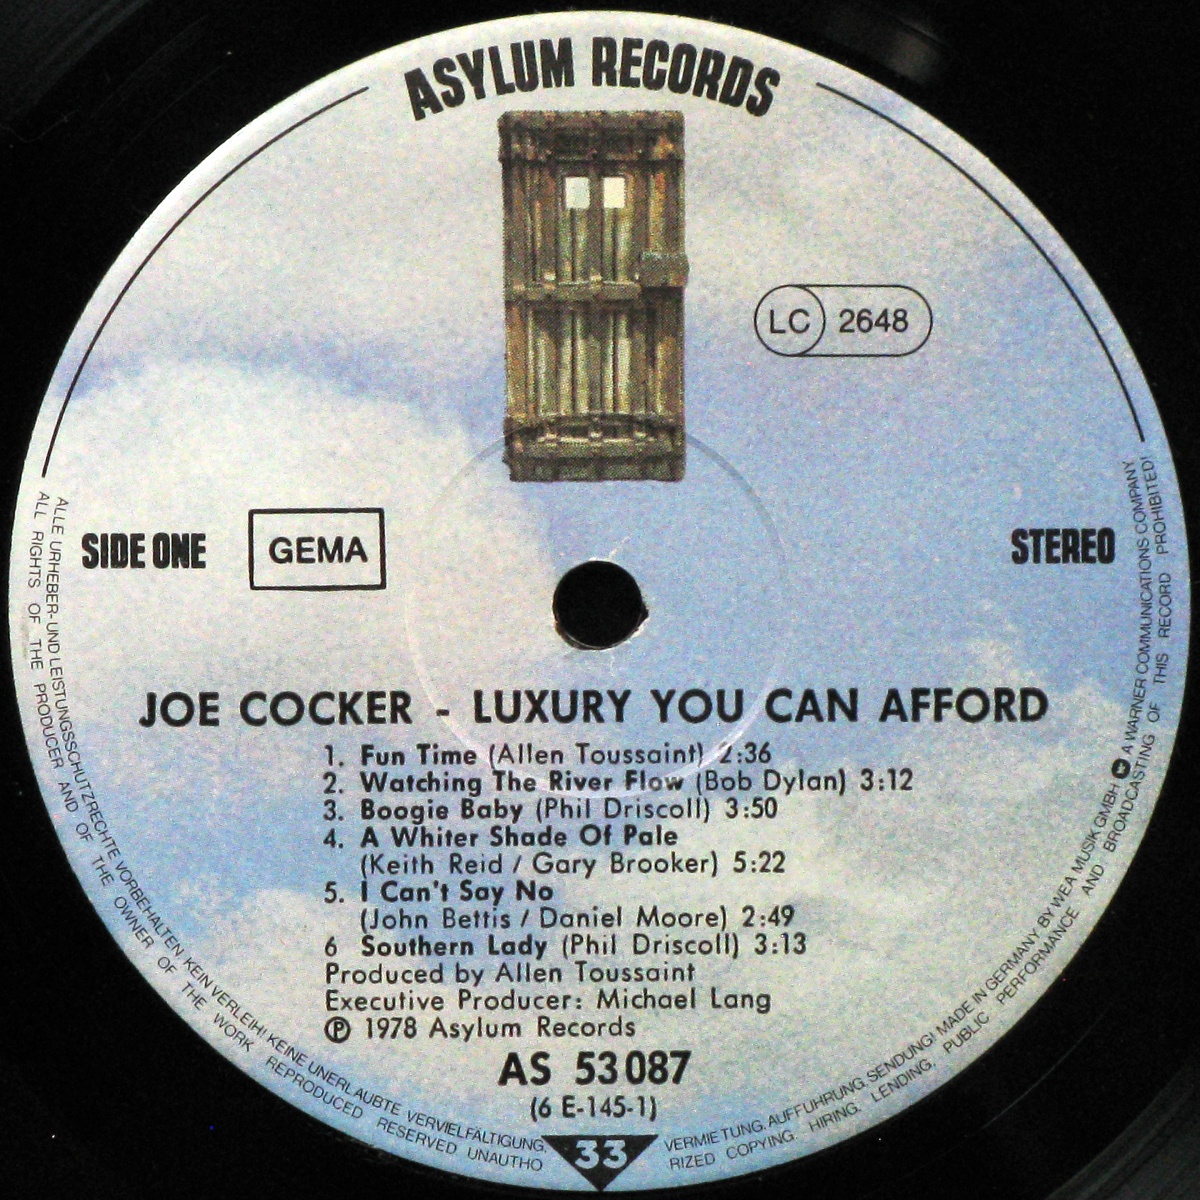 ASYLUM RECORDS
LC 2648
SIDE ONE
GEMA
STEREO
JOE COCKER - LUXURY YOU CAN AFFORD
1. Fun Time (Allen Toussaint) 2:36
2. Watching The River Flow (Bob Dylan) 3:12
3. Boogie Baby (Phil Driscoll) 3:50
4. A Whiter Shade Of Pale
(Keith Reid / Gary Brooker) 5:22
5. I Can't Say No
(John Bettis / Daniel Moore) 2:49
6 Southern Lady (Phil Driscoll) 3:13
Produced by Allen Toussaint
Executive Producer: Michael Lang
Ⓟ 1978 Asylum Records
AS 53 087
(6 E-145-1)
33
ALLE URHEBER- UND LEISTUNGSSCHUTZRECHTE VORBEHALTEN KEIN VERLEIH! KEINE UNERLAUBTE VERVIELFÄLTIGUNG, VERMIETUNG, AUFFÜHRUNG, SENDUNG! MADE IN GERMANY BY WEA MUSIK GMBH A WARNER COMMUNICATIONS COMPANY
ALL RIGHTS OF THE PRODUCER AND OF THE OWNER OF THE WORK REPRODUCED RESERVED UNAUTHO RIZED COPYING, HIRING, LENDING, PUBLIC PERFORMANCE AND BROADCASTING OF THIS RECORD PROHIBITED!